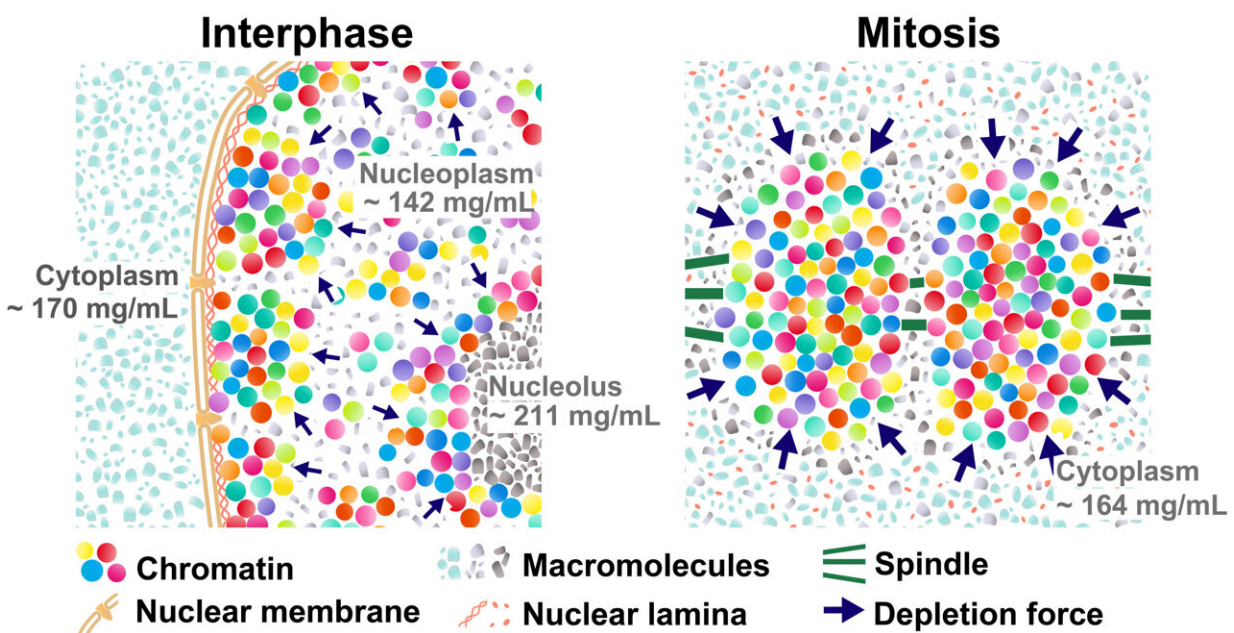 Interphase
Mitosis
Nucleoplasm
~ 142 mg/mL
Cytoplasm
~ 170 mg/mL
Nucleolus
~ 211 mg/mL
Cytoplasm
~ 164 mg/mL
Chromatin
Macromolecules
Spindle
Nuclear membrane
Nuclear lamina
Depletion force